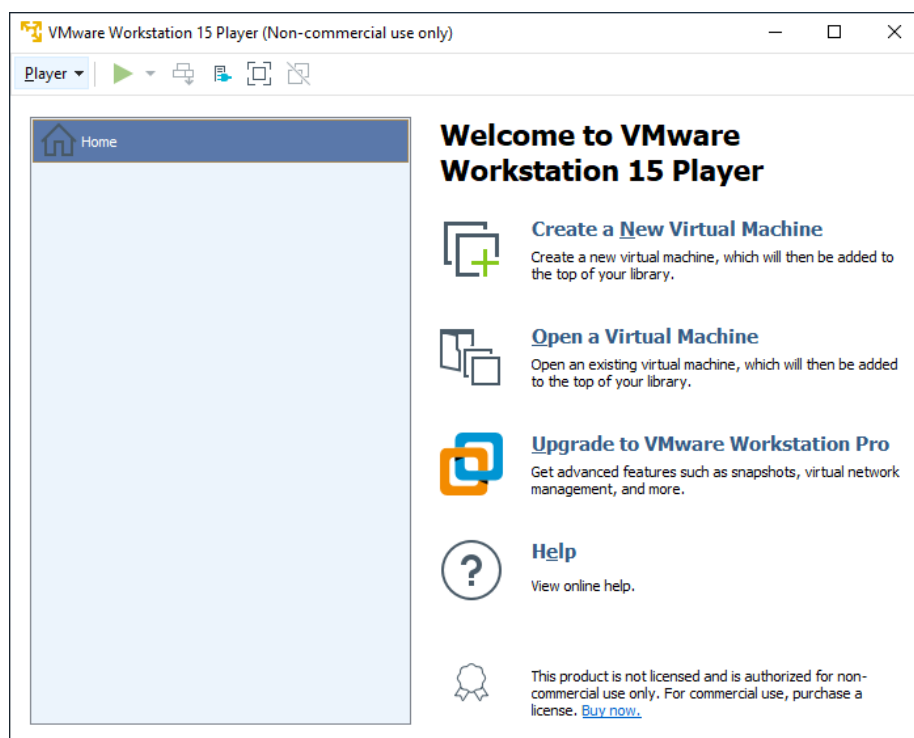 VMware Workstation 15 Player (Non-commercial use only)
Player
Home
Welcome to VMware
Workstation 15 Player
Create a New Virtual Machine
Create a new virtual machine, which will then be added to
the top of your library.
Open a Virtual Machine
Open an existing virtual machine, which will then be added
to the top of your library.
Upgrade to VMware Workstation Pro
Get advanced features such as snapshots, virtual network
management, and more.
Help
View online help.
This product is not licensed and is authorized for non-
commercial use only. For commercial use, purchase a
license. Buy now.